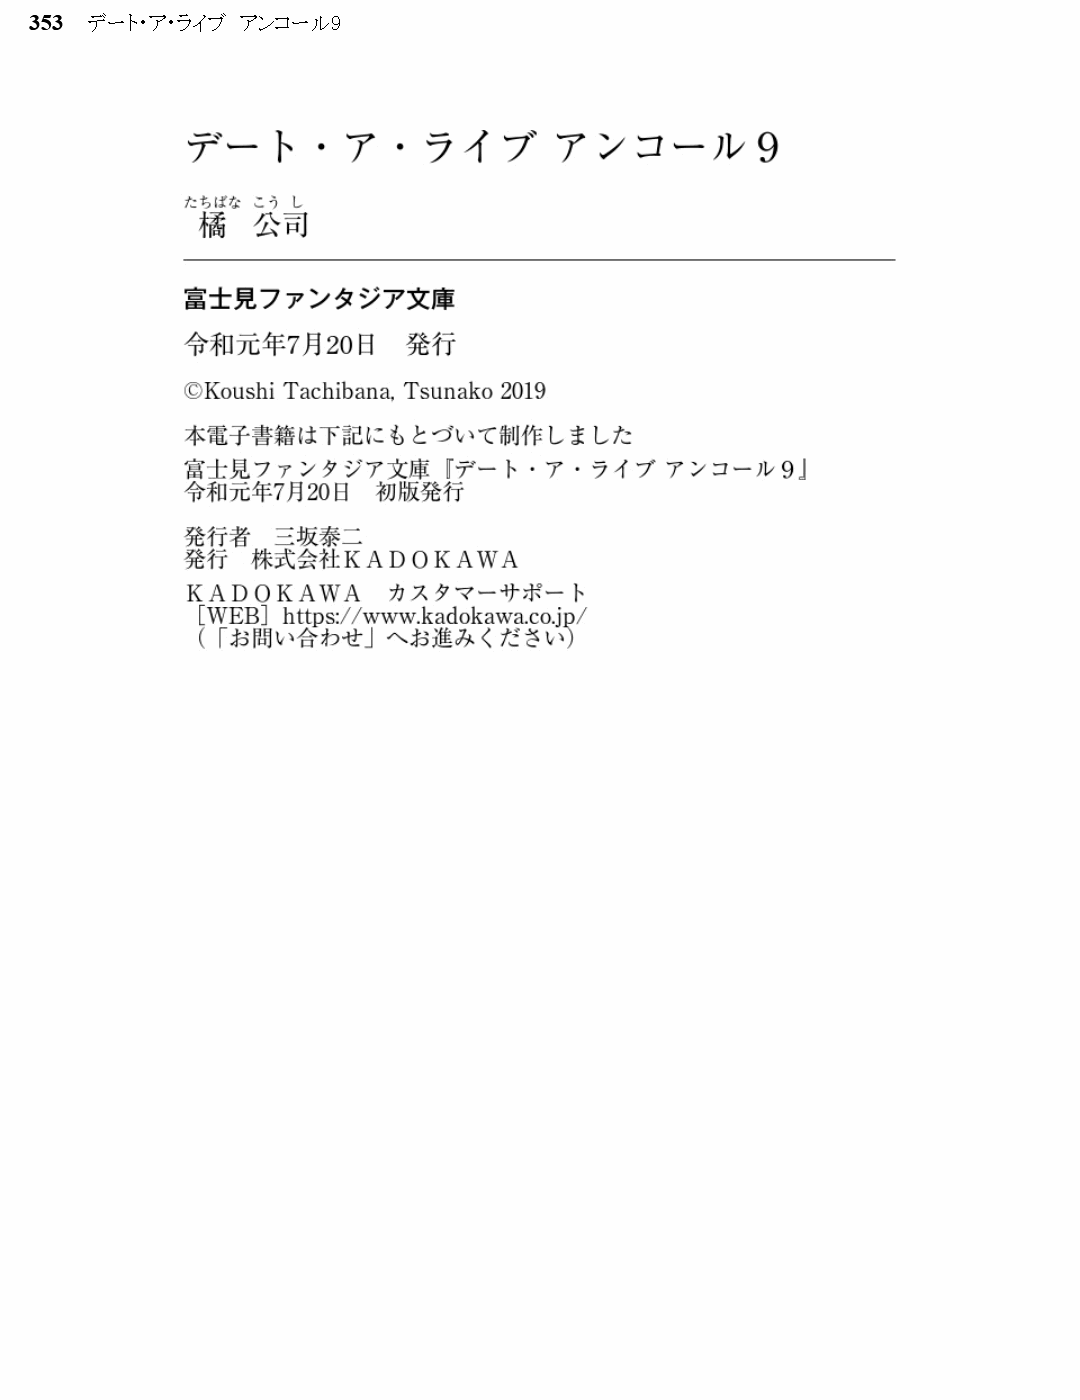 353 デート・ア・ライブ アンコール9
デート・ア・ライブ アンコール９
たちばな こう し
橘 公司
富士見ファンタジア文庫
令和元年7月20日　発行
©Koushi Tachibana, Tsunako 2019
本電子書籍は下記にもとづいて制作しました
富士見ファンタジア文庫『デート・ア・ライブ アンコール９』
令和元年7月20日　初版発行
発行者　三坂泰二
発行　株式会社ＫＡＤＯＫＡＷＡ
ＫＡＤＯＫＡＷＡ　カスタマーサポート
［WEB］https://www.kadokawa.co.jp/
（「お問い合わせ」へお進みください）